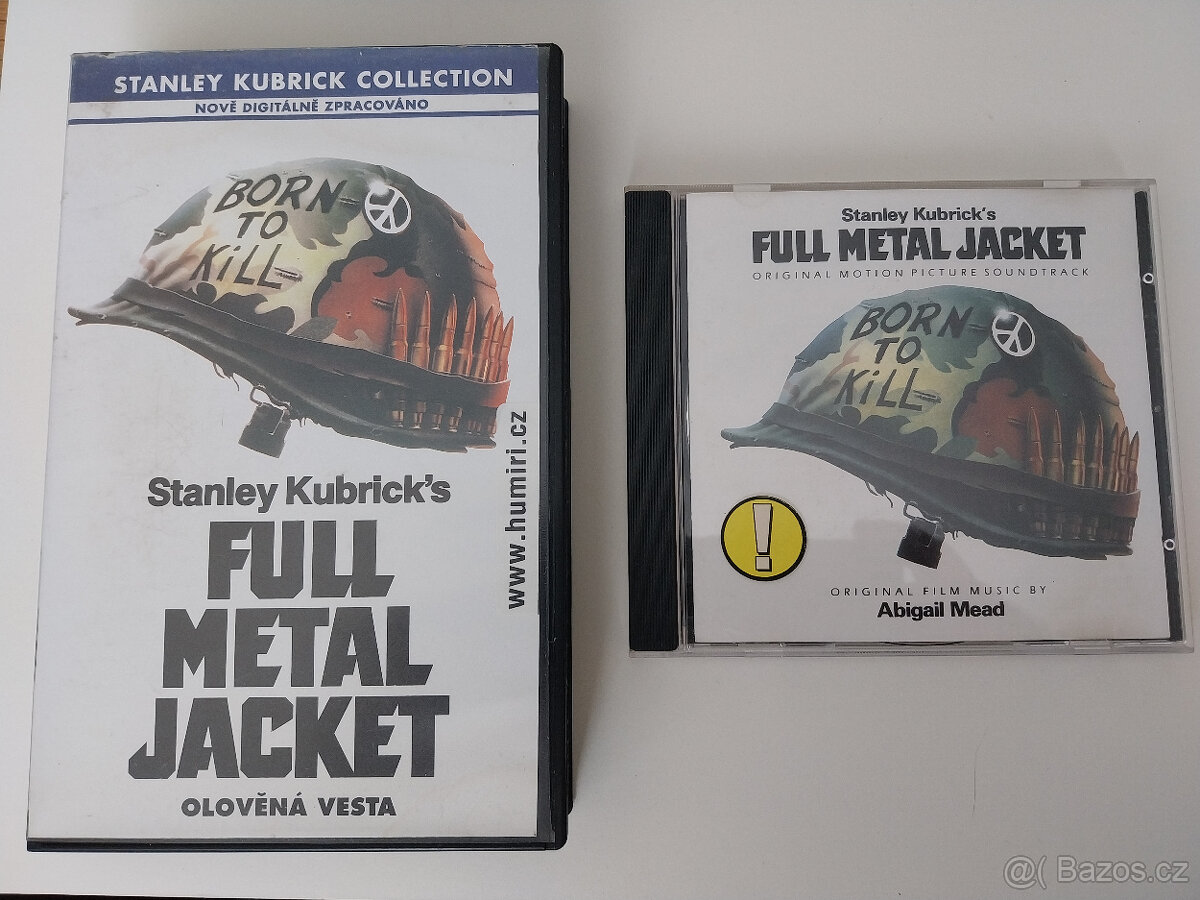 STANLEY KUBRICK COLLECTION
NOVĚ DIGITÁLNĚ ZPRACOVÁNO
BORN
TO
KiLL
www.humiri.cz
Stanley Kubrick's
FULL
METAL
JACKET
OLOVĚNÁ VESTA
Stanley Kubrick's
FULL METAL JACKET
ORIGINAL MOTION PICTURE SOUNDTRACK
BORN
TO
KiLL
!
ORIGINAL FILM MUSIC BY
Abigail Mead
@( Bazos.cz